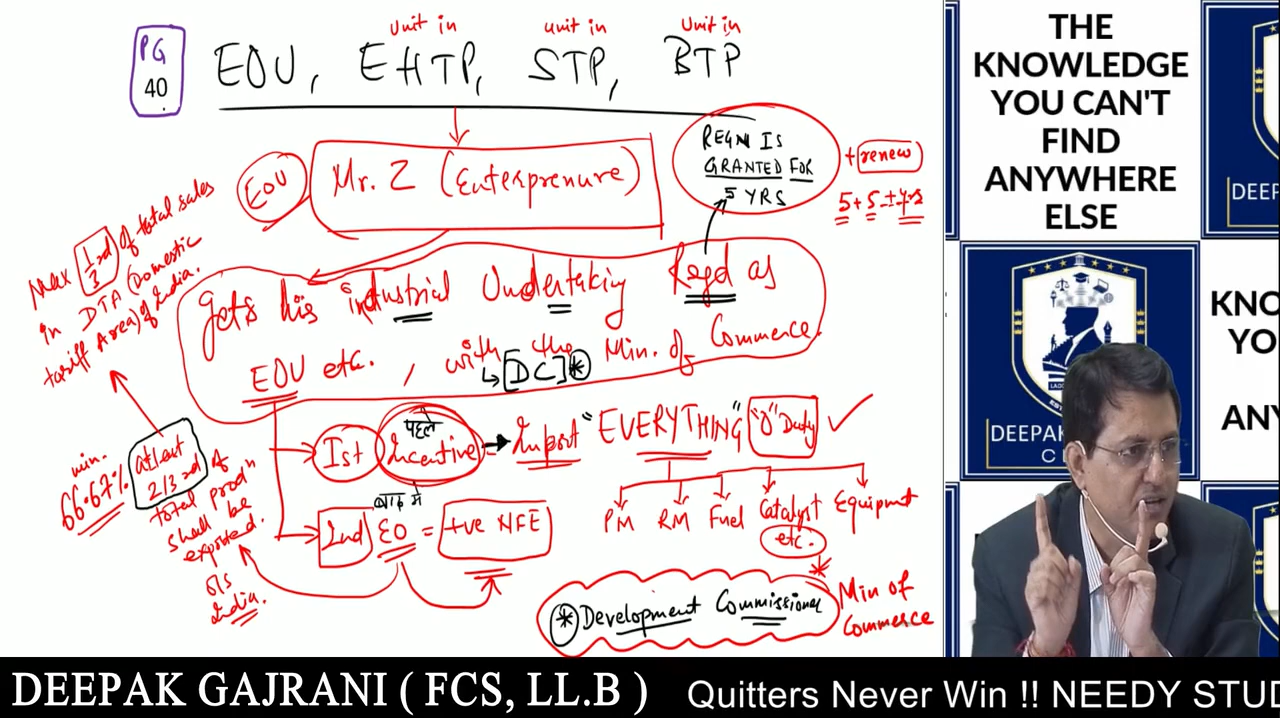 PG
40
Unit in
unit in
Unit in
EOU, EHTP, STP, BTP
EOU
Mr. Z (Enterprenure)
REGN IS
GRANTED FOR
5 YRS
+ renew
Max 1/3rd of total sales
in DTA (Domestic
tariff Area) of India.
Gets his industrial Undertaking Regd as
EOU etc., with the Min. of Commerce.
↳ [DC] *
Ist
पहले
Incentive
→ Import "EVERYTHING" "0" Duty ✓
PM RM Fuel Catalyst Equipment
etc.
min.
66.67%
atleast
2/3rd of
total prodn
shall be
exported.
o/s
India.
बाद में
2nd EO = +ve NFE
* Development Commissioner
* Min of
Commerce
THE
KNOWLEDGE
YOU CAN'T
FIND
ANYWHERE
ELSE
DEEP
DEEPAK
KNO
YO
ANY
DEEPAK GAJRANI ( FCS, LL.B )
Quitters Never Win !! NEEDY STUD